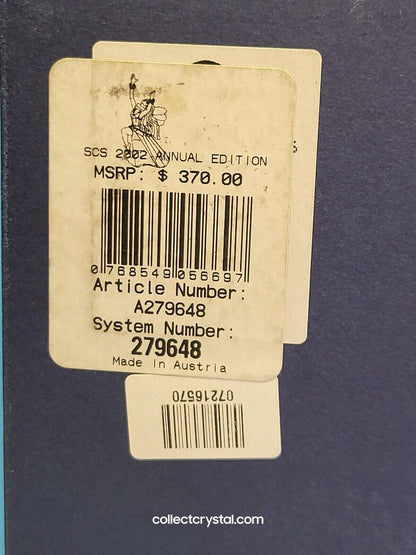 SCS 2002 ANNUAL EDITION
MSRP: $ 370.00
0 768549 056697
Article Number:
A279648
System Number:
279648
Made in Austria
07216570
collectcrystal.com